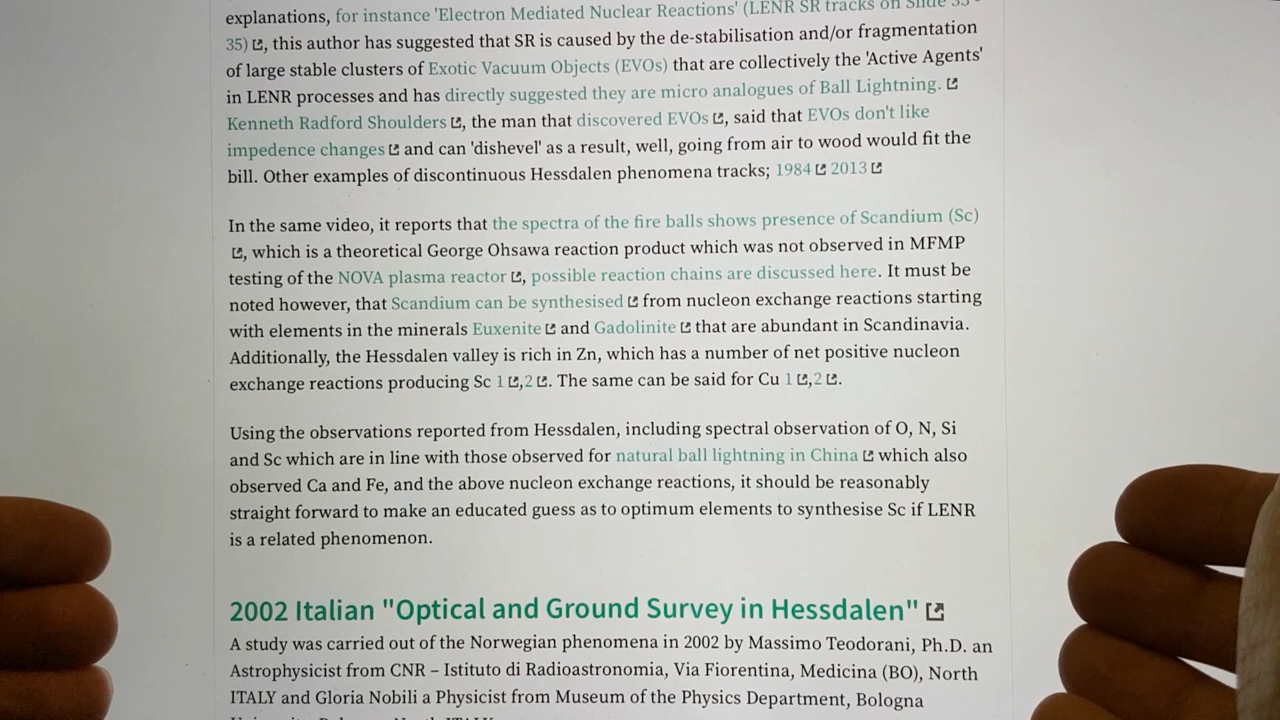 explanations, for instance 'Electron Mediated Nuclear Reactions' (LENR SR tracks on Slide 33 -
35), this author has suggested that SR is caused by the de-stabilisation and/or fragmentation
of large stable clusters of Exotic Vacuum Objects (EVOs) that are collectively the 'Active Agents'
in LENR processes and has directly suggested they are micro analogues of Ball Lightning.
Kenneth Radford Shoulders, the man that discovered EVOs, said that EVOs don't like
impedence changes and can 'dishevel' as a result, well, going from air to wood would fit the
bill. Other examples of discontinuous Hessdalen phenomena tracks; 1984 2013
In the same video, it reports that the spectra of the fire balls shows presence of Scandium (Sc)
, which is a theoretical George Ohsawa reaction product which was not observed in MFMP
testing of the NOVA plasma reactor, possible reaction chains are discussed here. It must be
noted however, that Scandium can be synthesised from nucleon exchange reactions starting
with elements in the minerals Euxenite and Gadolinite that are abundant in Scandinavia.
Additionally, the Hessdalen valley is rich in Zn, which has a number of net positive nucleon
exchange reactions producing Sc 1,2. The same can be said for Cu 1,2.
Using the observations reported from Hessdalen, including spectral observation of O, N, Si
and Sc which are in line with those observed for natural ball lightning in China which also
observed Ca and Fe, and the above nucleon exchange reactions, it should be reasonably
straight forward to make an educated guess as to optimum elements to synthesise Sc if LENR
is a related phenomenon.
2002 Italian "Optical and Ground Survey in Hessdalen"
A study was carried out of the Norwegian phenomena in 2002 by Massimo Teodorani, Ph.D. an
Astrophysicist from CNR – Istituto di Radioastronomia, Via Fiorentina, Medicina (BO), North
ITALY and Gloria Nobili a Physicist from Museum of the Physics Department, Bologna